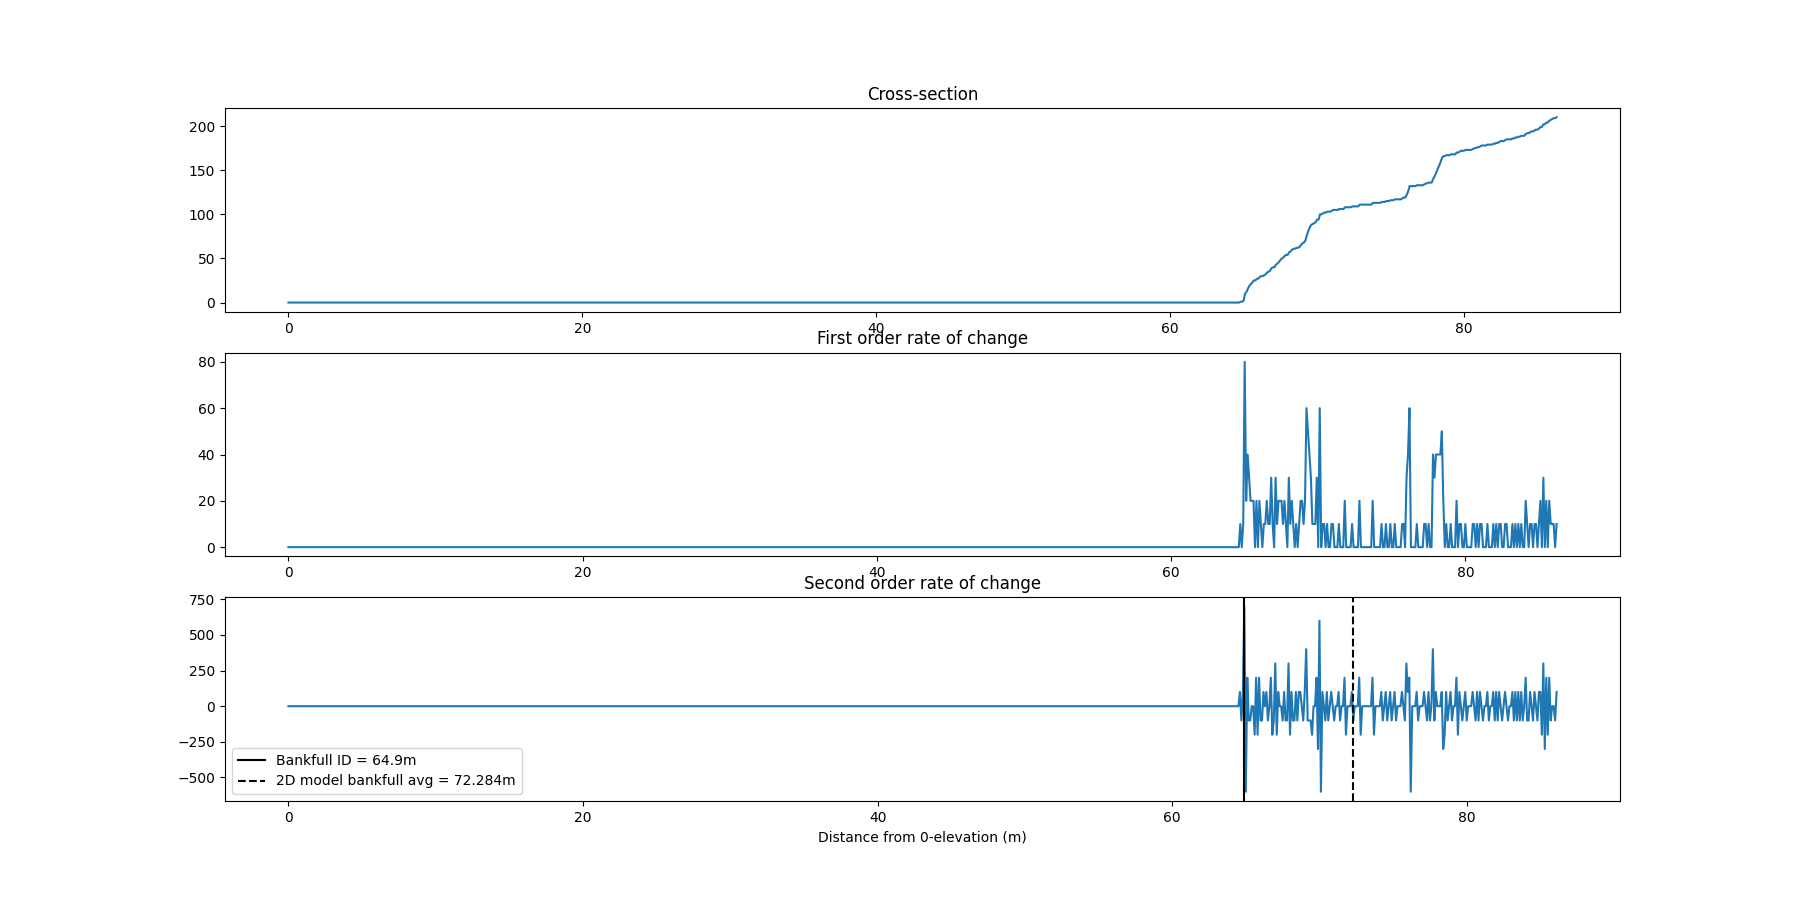 Cross-section
200
150
100
50
0
0 20 40 60 80
First order rate of change
80
60
40
20
0
0 20 40 60 80
Second order rate of change
750
500
250
0
−250
−500
Bankfull ID = 64.9m
2D model bankfull avg = 72.284m
0 20 40 60 80
Distance from 0-elevation (m)